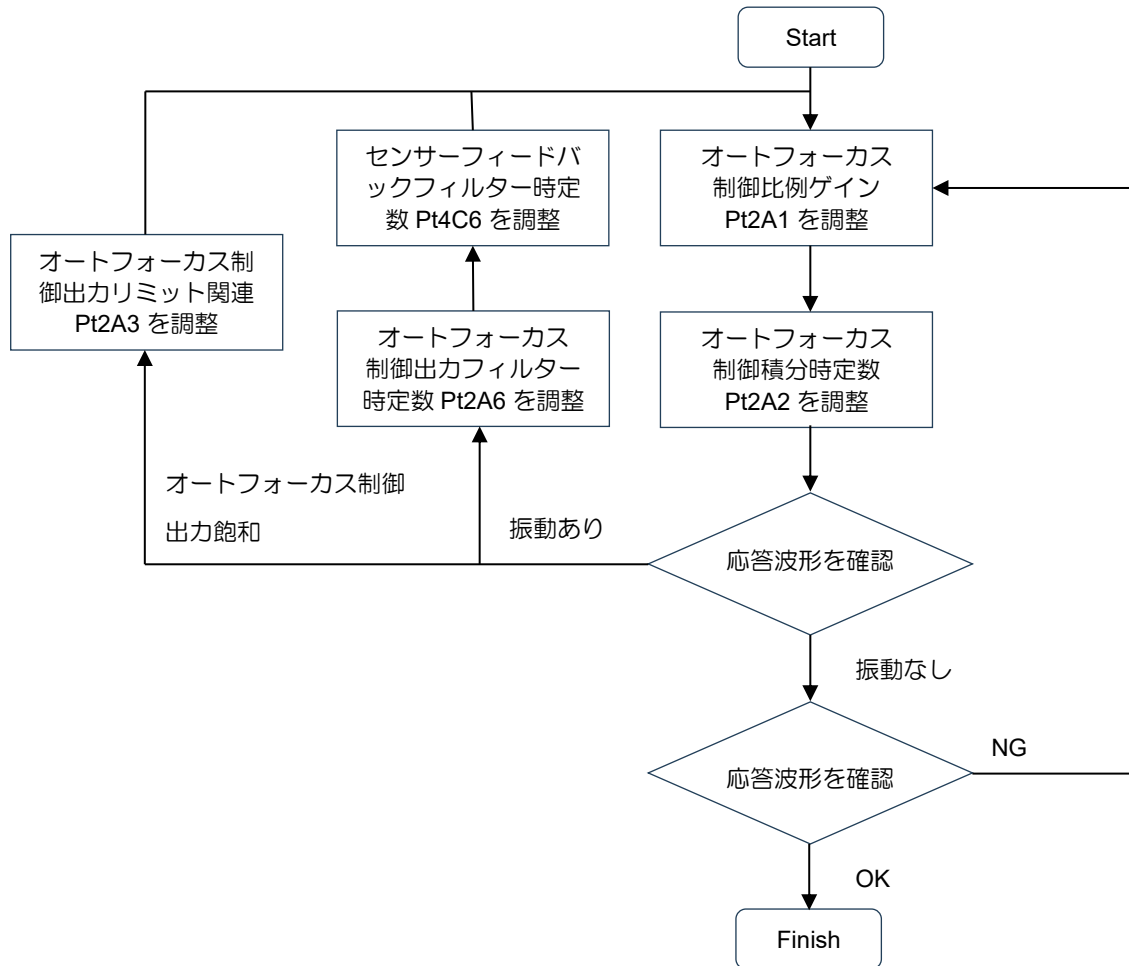 Start
センサーフィードバ
ックフィルター時定
数 Pt4C6 を調整
オートフォーカス
制御比例ゲイン
Pt2A1 を調整
オートフォーカス制
御出力リミット関連
Pt2A3 を調整
オートフォーカス
制御出力フィルター
時定数 Pt2A6 を調整
オートフォーカス
制御積分時定数
Pt2A2 を調整
オートフォーカス制御
出力飽和
振動あり
応答波形を確認
振動なし
応答波形を確認
NG
OK
Finish